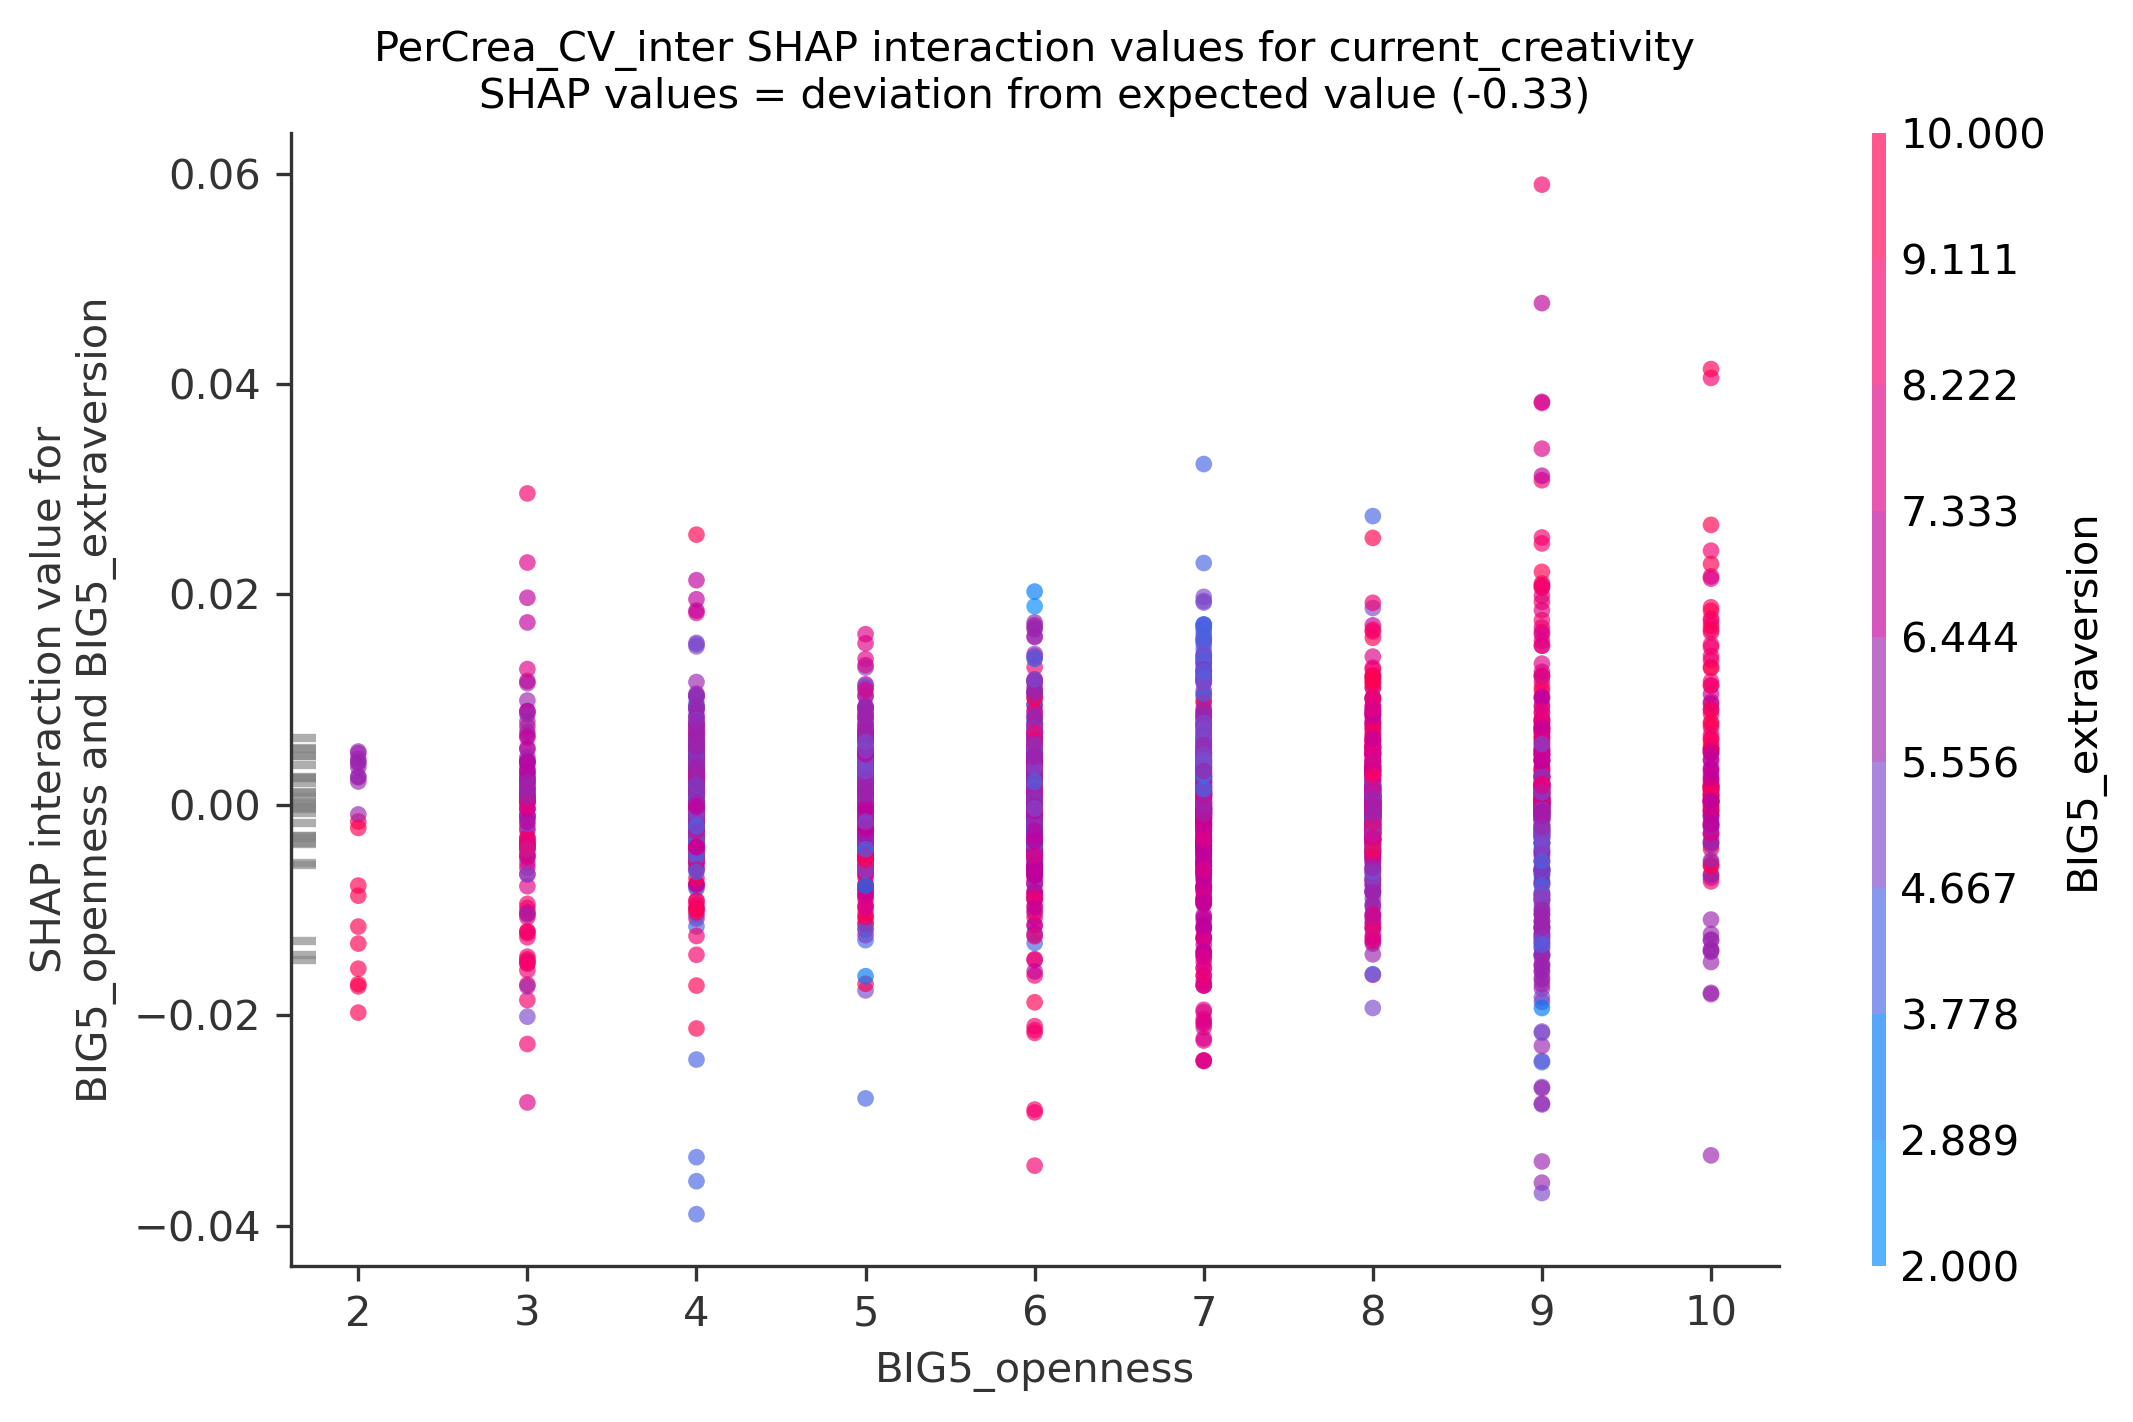 PerCrea_CV_inter SHAP interaction values for current_creativity
SHAP values = deviation from expected value (-0.33)
SHAP interaction value for
BIG5_openness and BIG5_extraversion
0.06
0.04
0.02
0.00
−0.02
−0.04
2 3 4 5 6 7 8 9 10
BIG5_openness
10.000
9.111
8.222
7.333
6.444
5.556
4.667
3.778
2.889
2.000
BIG5_extraversion